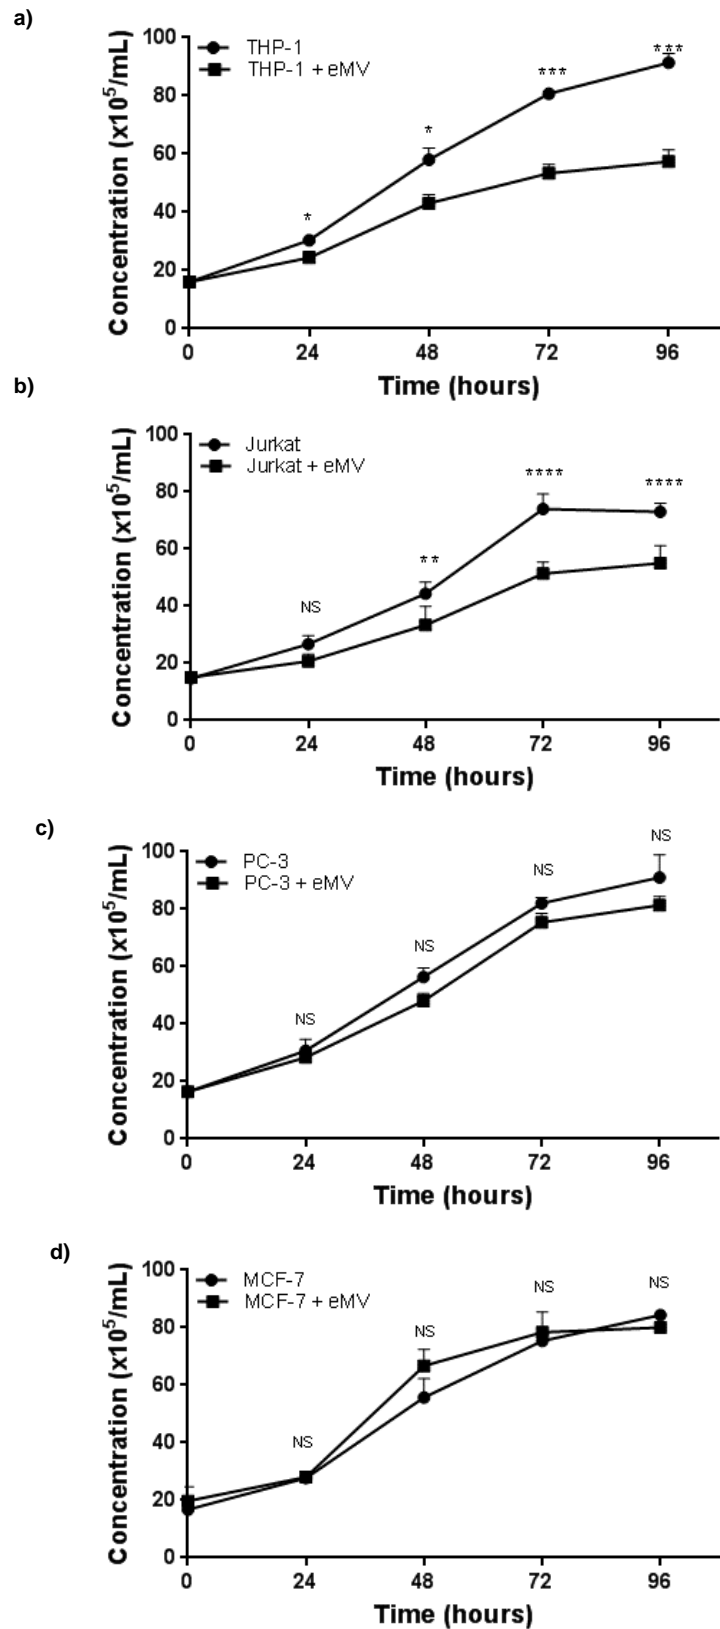 a)
Concentration (x10⁵/mL)
100
80
60
40
20
0
THP-1
THP-1 + eMV
*
*
***
***
0 24 48 72 96
Time (hours)
b)
Concentration (x10⁵/mL)
100
80
60
40
20
0
Jurkat
Jurkat + eMV
NS
**
****
****
0 24 48 72 96
Time (hours)
c)
Concentration (x10⁵/mL)
100
80
60
40
20
0
PC-3
PC-3 + eMV
NS
NS
NS
NS
0 24 48 72 96
Time (hours)
d)
Concentration (x10⁵/mL)
100
80
60
40
20
0
MCF-7
MCF-7 + eMV
NS
NS
NS
NS
0 24 48 72 96
Time (hours)